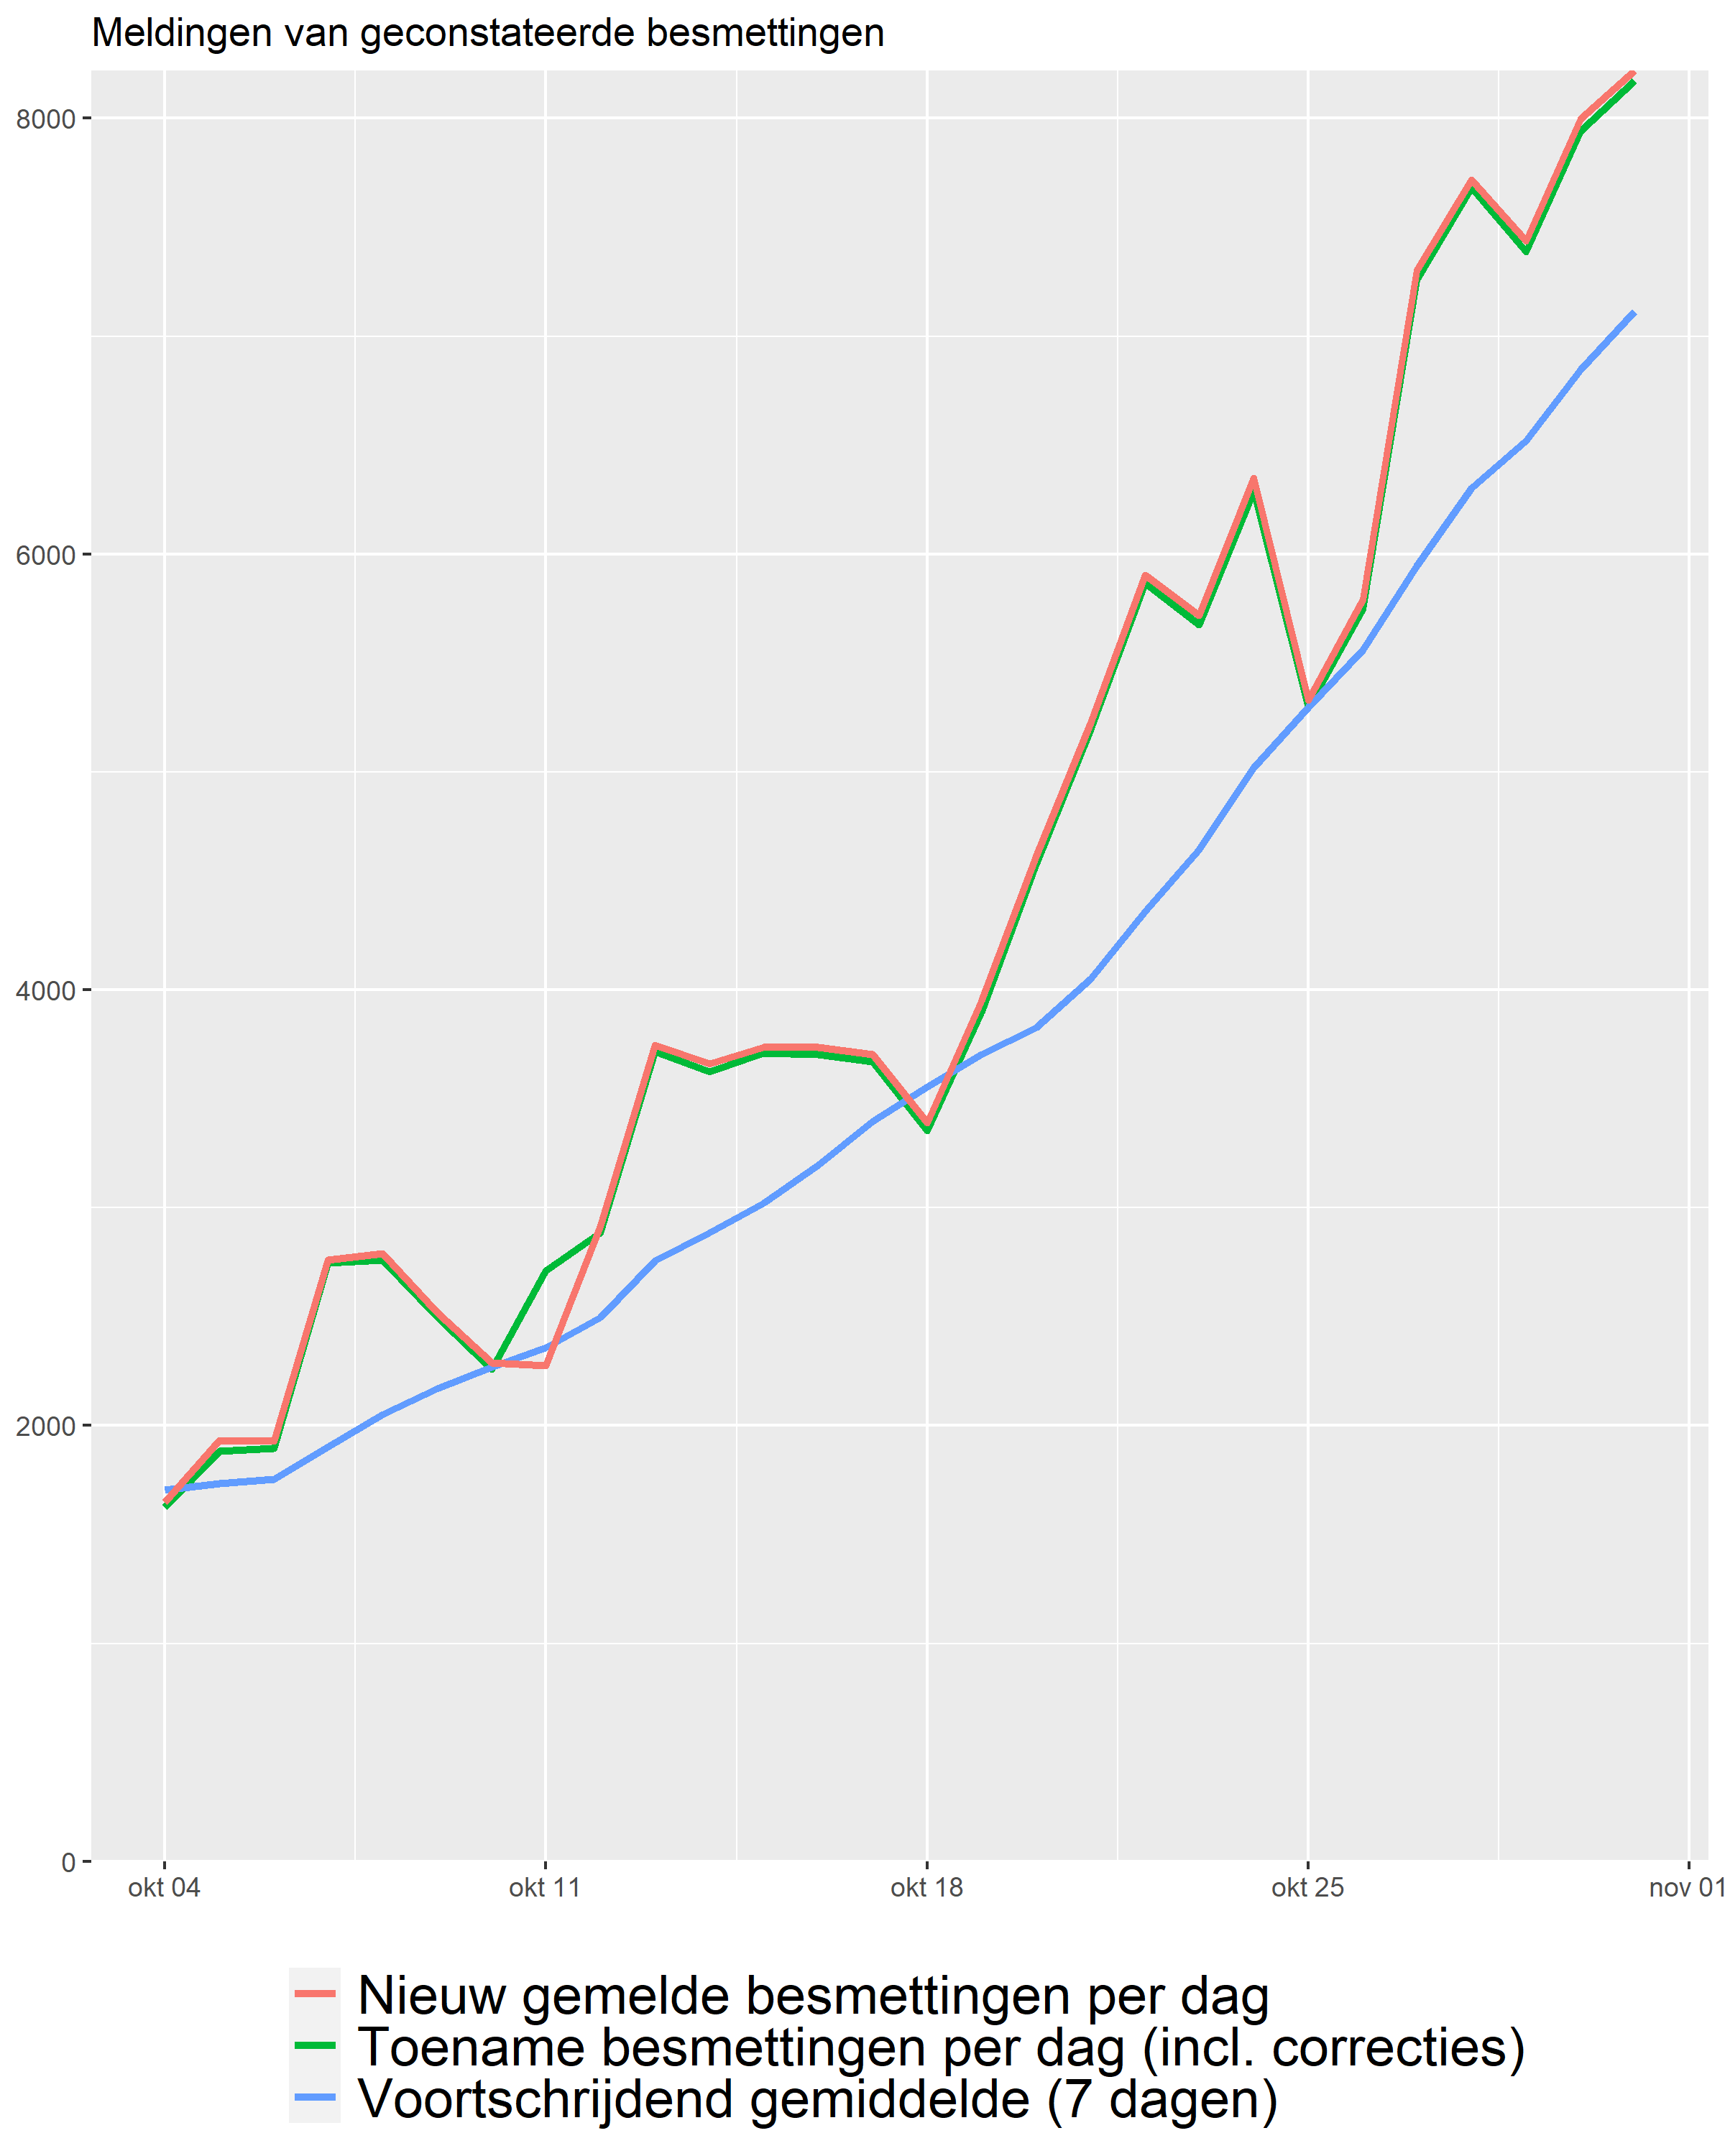 Meldingen van geconstateerde besmettingen
8000
6000
4000
2000
0
okt 04 okt 11 okt 18 okt 25 nov 01
Nieuw gemelde besmettingen per dag
Toename besmettingen per dag (incl. correcties)
Voortschrijdend gemiddelde (7 dagen)